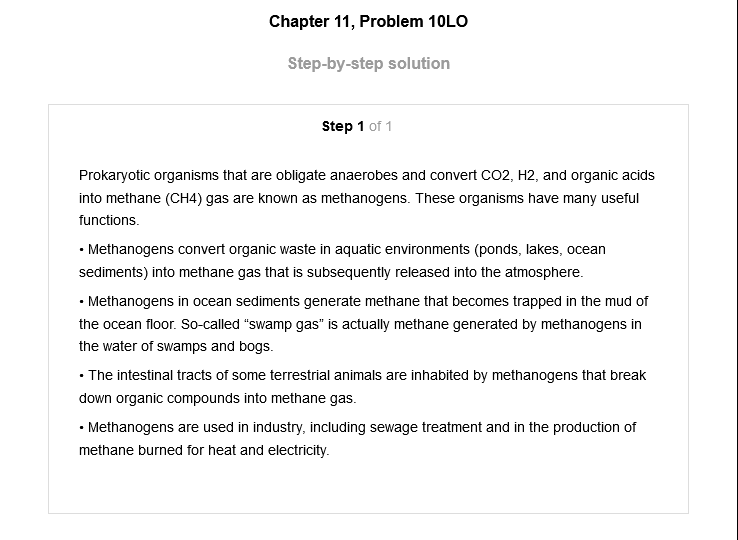 Chapter 11, Problem 10LO
Step-by-step solution
Step 1 of 1
Prokaryotic organisms that are obligate anaerobes and convert CO2, H2, and organic acids
into methane (CH4) gas are known as methanogens. These organisms have many useful
functions.
• Methanogens convert organic waste in aquatic environments (ponds, lakes, ocean
sediments) into methane gas that is subsequently released into the atmosphere.
• Methanogens in ocean sediments generate methane that becomes trapped in the mud of
the ocean floor. So-called “swamp gas” is actually methane generated by methanogens in
the water of swamps and bogs.
• The intestinal tracts of some terrestrial animals are inhabited by methanogens that break
down organic compounds into methane gas.
• Methanogens are used in industry, including sewage treatment and in the production of
methane burned for heat and electricity.